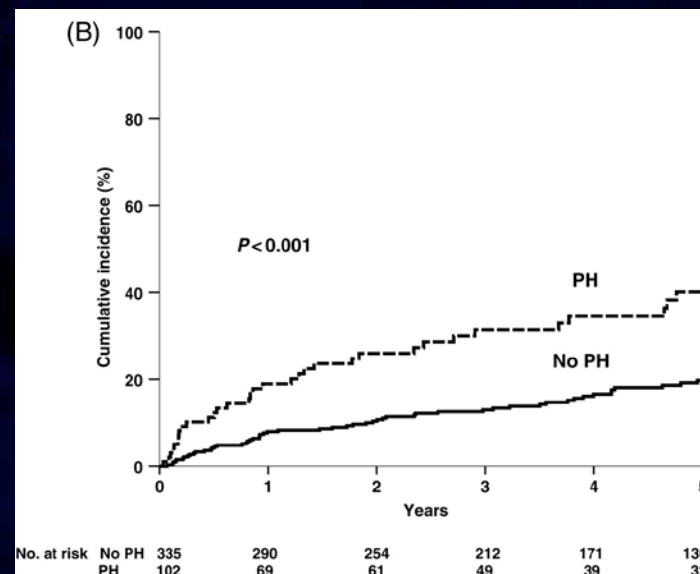 (B)
100
80
60
40
20
0
Cumulative incidence (%)
P<0.001
PH
No PH
0 1 2 3 4
Years
No. at risk No PH 335 290 254 212 171
PH 102 69 61 49 39